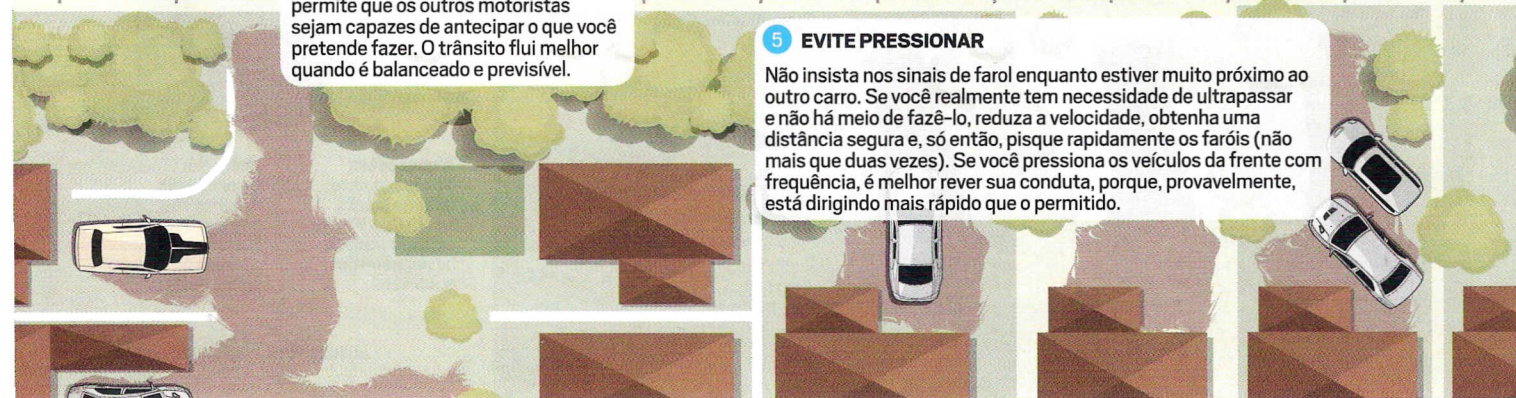 permite que os outros motoristas
sejam capazes de antecipar o que você
pretende fazer. O trânsito flui melhor
quando é balanceado e previsível.
5 EVITE PRESSIONAR
Não insista nos sinais de farol enquanto estiver muito próximo ao
outro carro. Se você realmente tem necessidade de ultrapassar
e não há meio de fazê-lo, reduza a velocidade, obtenha uma
distância segura e, só então, pisque rapidamente os faróis (não
mais que duas vezes). Se você pressiona os veículos da frente com
frequência, é melhor rever sua conduta, porque, provavelmente,
está dirigindo mais rápido que o permitido.